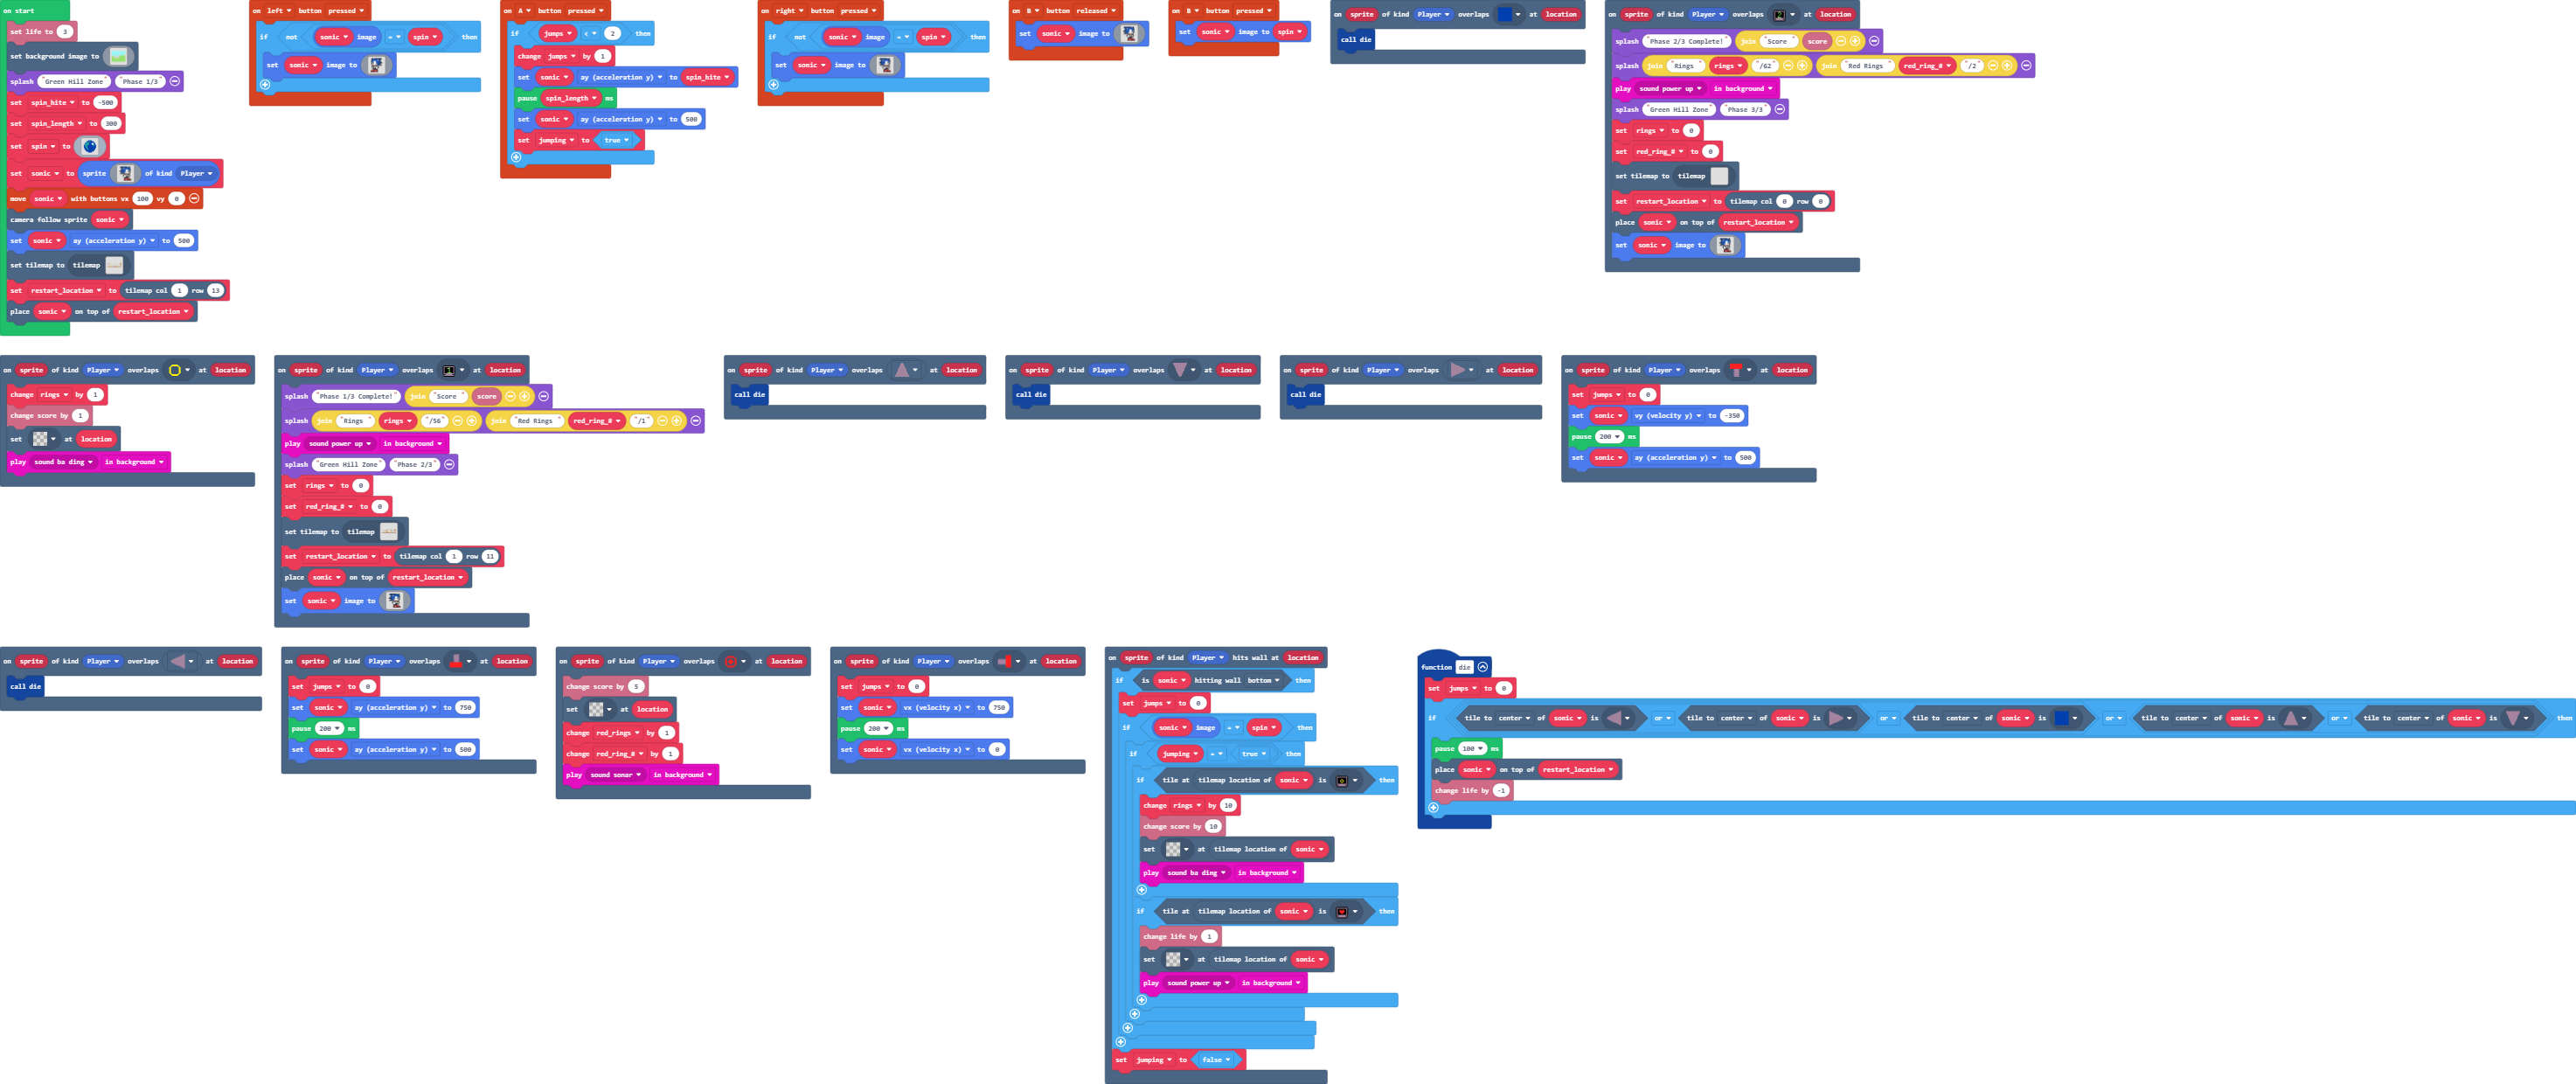 on start
set life to 3
set background image to
splash "Green Hill Zone" "Phase 1/3"
set spin_hite to -500
set spin_length to 300
set spin to
set sonic to sprite of kind Player
move sonic with buttons vx 100 vy 0
camera follow sprite sonic
set sonic ay (acceleration y) to 500
set tilemap to tilemap
set restart_location to tilemap col 1 row 13
place sonic on top of restart_location
on left button pressed
if not sonic image = spin then
set sonic image to
on A button pressed
if jumps < 2 then
change jumps by 1
set sonic ay (acceleration y) to spin_hite
pause spin_length ms
set sonic ay (acceleration y) to 500
set jumping to true
on right button pressed
if not sonic image = spin then
set sonic image to
on B button released
set sonic image to
on B button pressed
set sonic image to spin
on sprite of kind Player overlaps at location
call die
on sprite of kind Player overlaps at location
splash "Phase 2/3 Complete!" join "Score " score
splash join "Rings " rings "/62" join "Red Rings " red_ring_# "/2"
play sound power up in background
splash "Green Hill Zone" "Phase 3/3"
set rings to 0
set red_ring_# to 0
set tilemap to tilemap
set restart_location to tilemap col 0 row 0
place sonic on top of restart_location
set sonic image to
on sprite of kind Player overlaps at location
change rings by 1
change score by 1
set at location
play sound ba ding in background
on sprite of kind Player overlaps at location
splash "Phase 1/3 Complete!" join "Score " score
splash join "Rings " rings "/56" join "Red Rings " red_ring_# "/1"
play sound power up in background
splash "Green Hill Zone" "Phase 2/3"
set rings to 0
set red_ring_# to 0
set tilemap to tilemap
set restart_location to tilemap col 1 row 11
place sonic on top of restart_location
set sonic image to
on sprite of kind Player overlaps at location
call die
on sprite of kind Player overlaps at location
call die
on sprite of kind Player overlaps at location
call die
on sprite of kind Player overlaps at location
set jumps to 0
set sonic vy (velocity y) to -350
pause 200 ms
set sonic ay (acceleration y) to 500
on sprite of kind Player overlaps at location
call die
on sprite of kind Player overlaps at location
set jumps to 0
set sonic ay (acceleration y) to 750
pause 200 ms
set sonic ay (acceleration y) to 500
on sprite of kind Player overlaps at location
change score by 5
set at location
change red_rings by 1
change red_ring_# by 1
play sound sonar in background
on sprite of kind Player overlaps at location
set jumps to 0
set sonic vx (velocity x) to 750
pause 200 ms
set sonic vx (velocity x) to 0
on sprite of kind Player hits wall at location
if is sonic hitting wall bottom then
set jumps to 0
if sonic image = spin then
if jumping = true then
if tile at tilemap location of sonic is then
change rings by 10
change score by 10
set at tilemap location of sonic
play sound ba ding in background
if tile at tilemap location of sonic is then
change life by 1
set at tilemap location of sonic
play sound power up in background
set jumping to false
function die
set jumps to 0
if tile to center of sonic is or tile to center of sonic is or tile to center of sonic is or tile to center of sonic is or tile to center of sonic is then
pause 100 ms
place sonic on top of restart_location
change life by -1